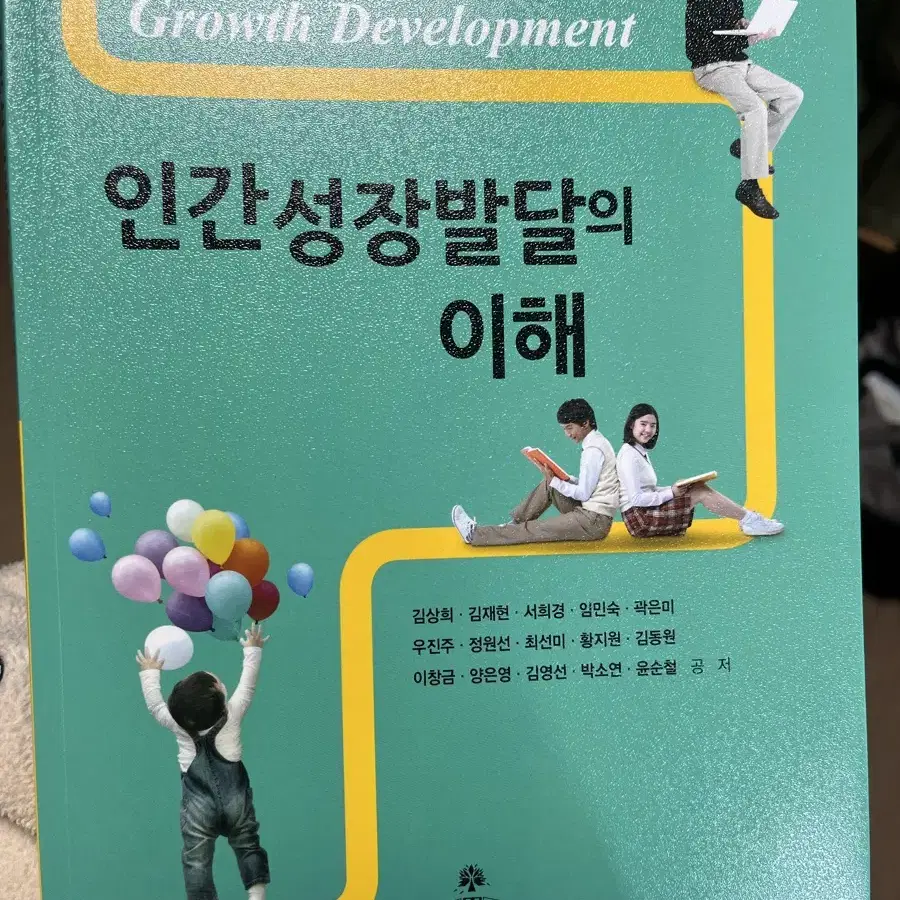 Growth Development
인간성장발달의
이해
김상희 · 김재현 · 서희경 · 임민숙 · 곽은미
우진주 · 정원선 · 최선미 · 황지원 · 김동원
이창금 · 양은영 · 김영선 · 박소연 · 윤순철 공 저